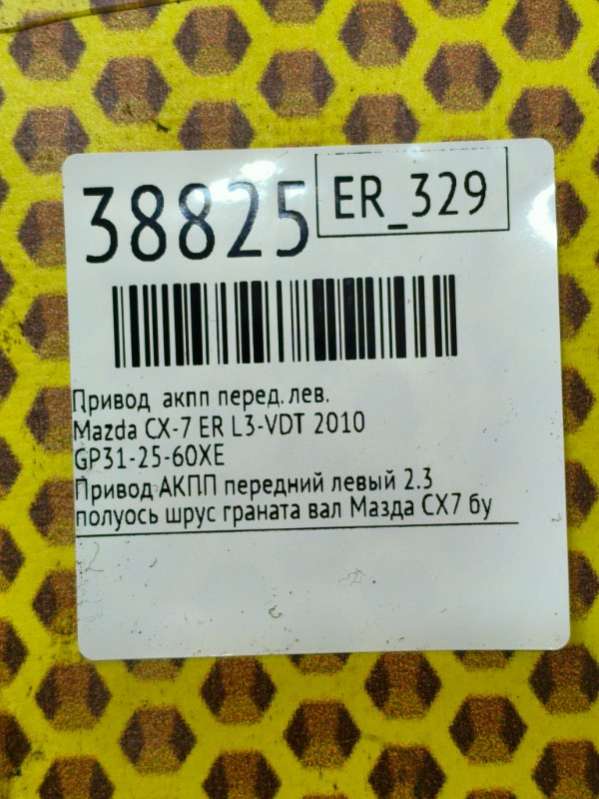 38825
ER_329
Привод акпп перед. лев.
Mazda CX-7 ER L3-VDT 2010
GP31-25-60XE
Привод АКПП передний левый 2.3
полуось шрус граната вал Мазда СХ7 бу